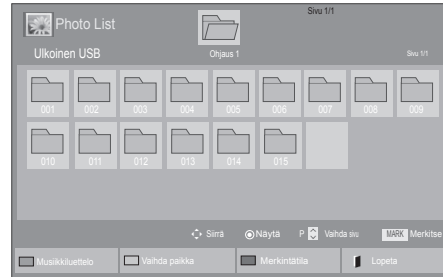 Sivu 1/1
Photo List
Ulkoinen USB
Ohjaus 1
Sivu 1/1
001 002 003 004 005 006 007 008 009
010 011 012 013 014 015
Siirrä Näytä P Vaihda sivu MARK Merkitse
Musiikkiluettelo Vaihda paikka Merkintätila Lopeta